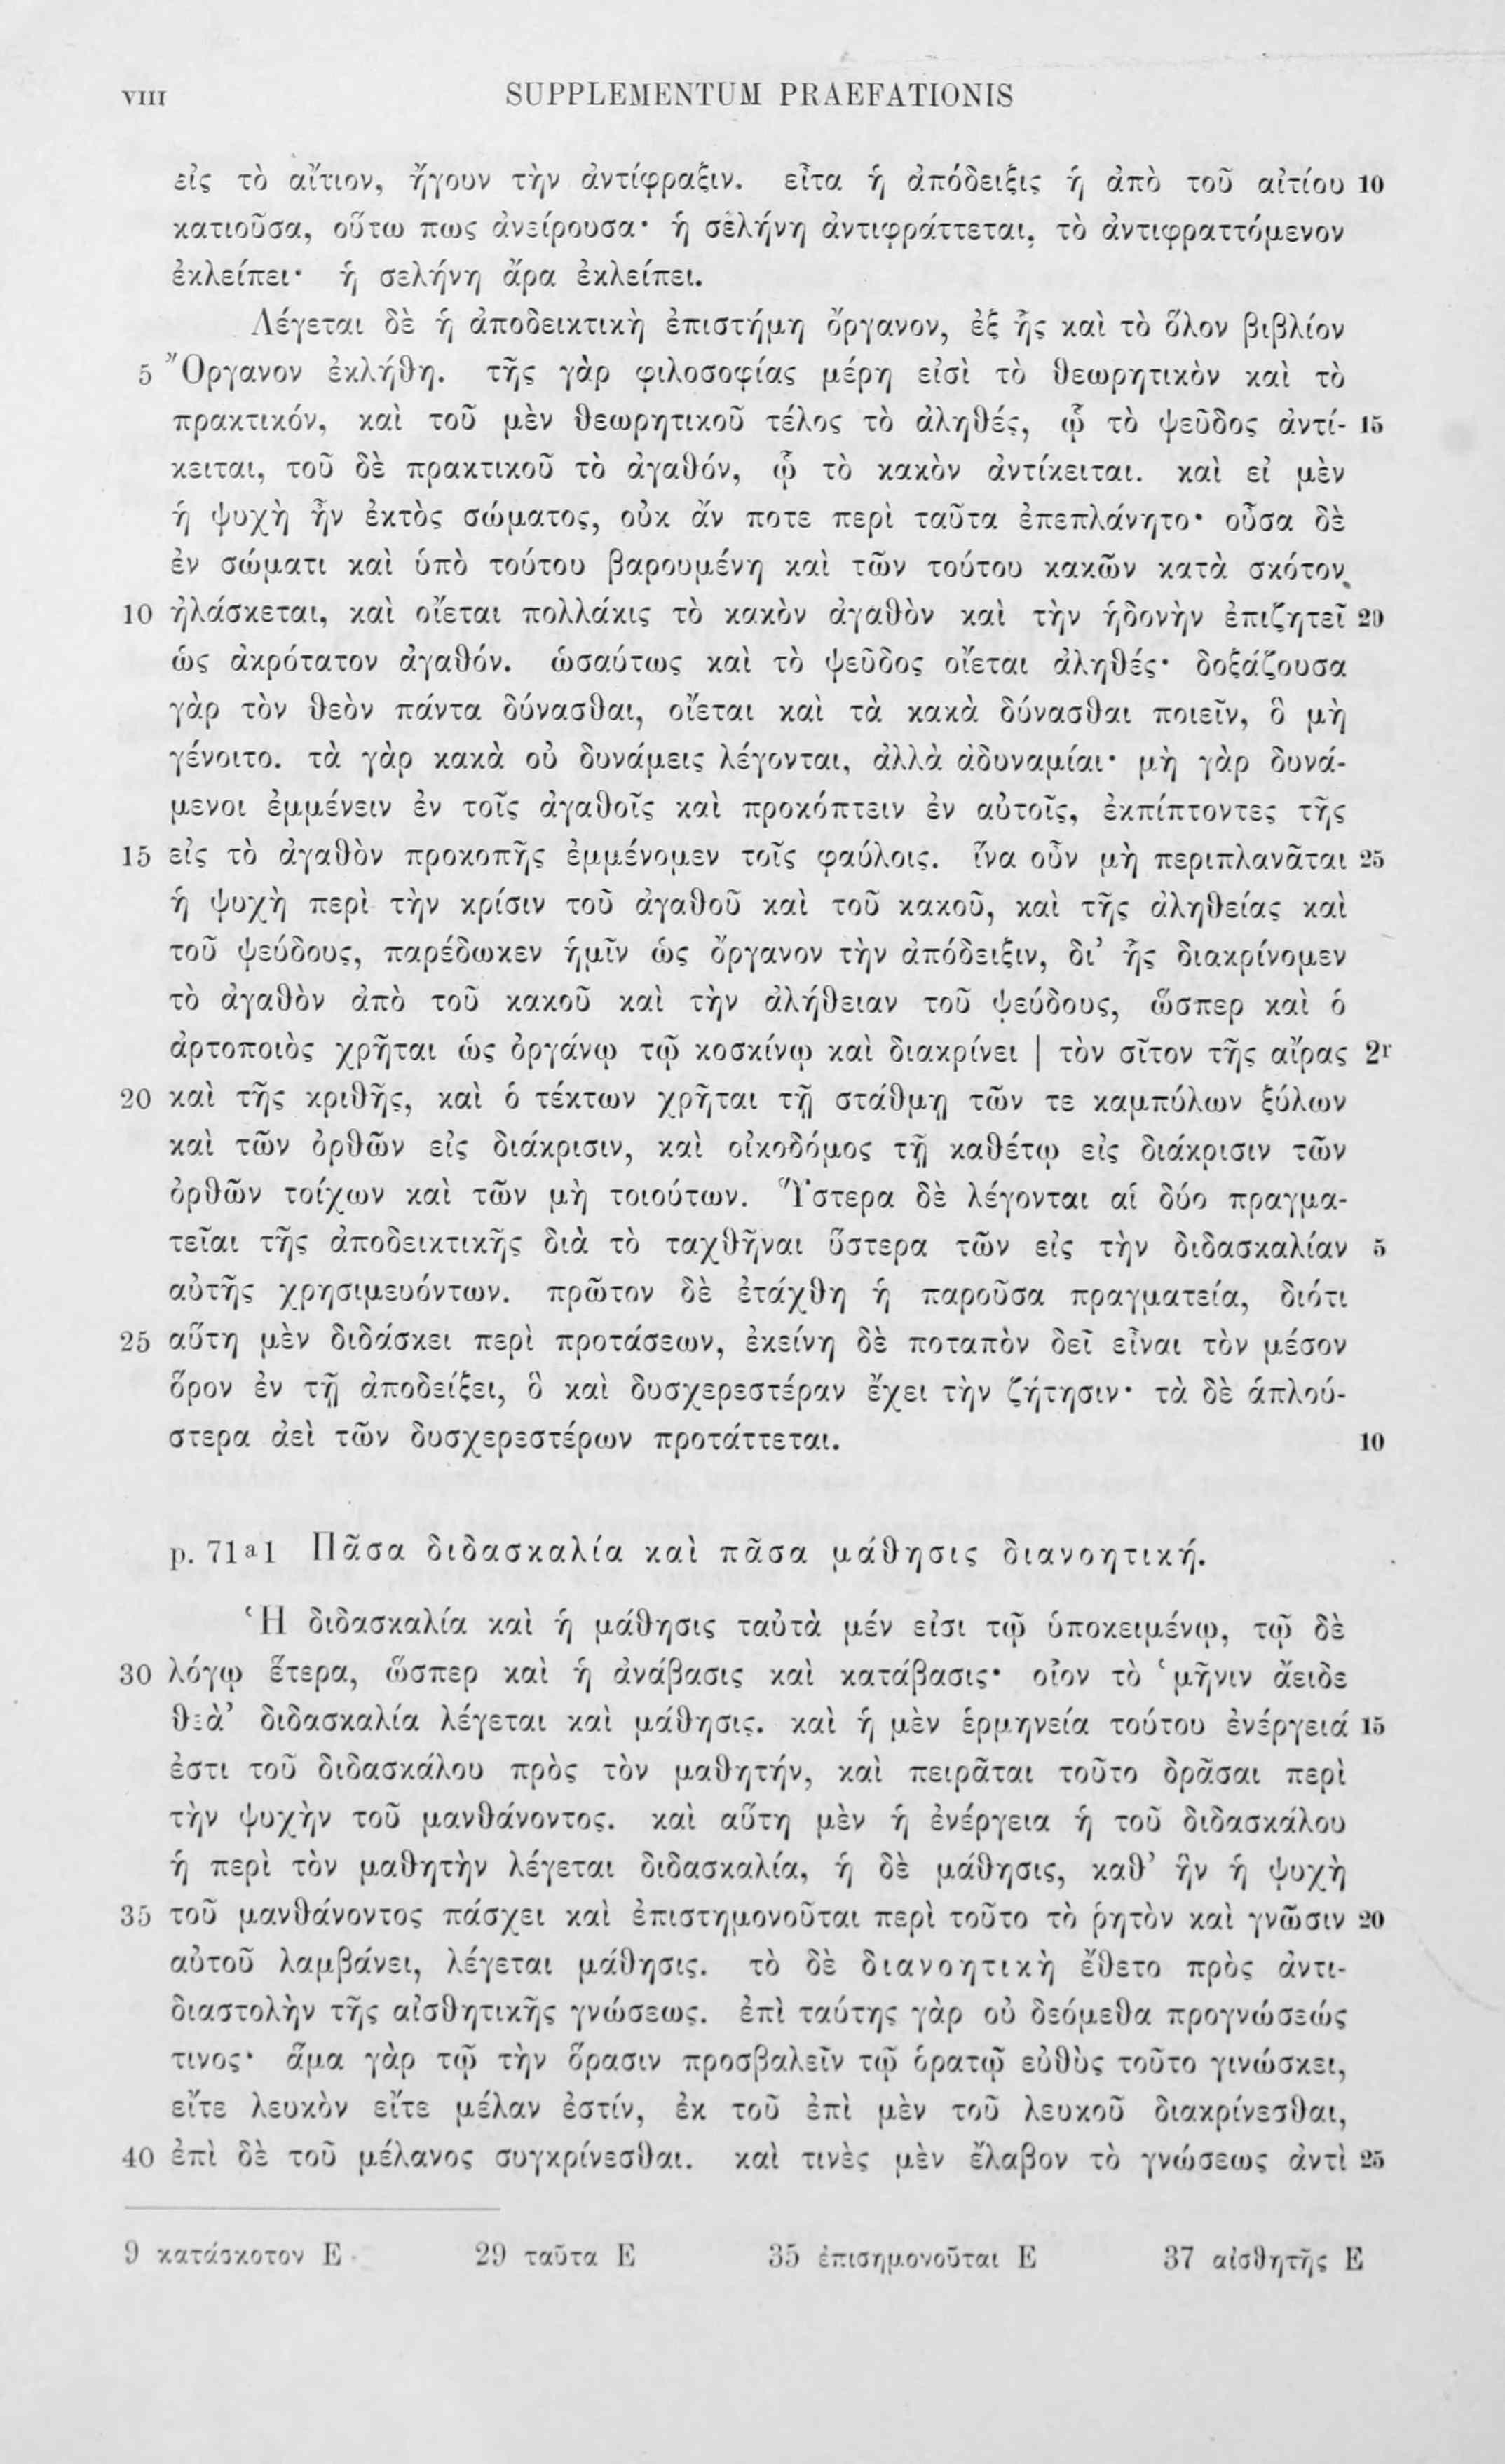 VIII SUPPLEMENTUM PRAEFATIONIS
εἰς τὸ αἴτιον, ἤγουν τὴν ἀντίφραξιν. εἶτα ἡ ἀπόδειξις ἡ ἀπὸ τοῦ αἰτίου 10
κατιοῦσα, οὕτω πως ἀνείρουσα· ἡ σελήνη ἀντιφράττεται, τὸ ἀντιφραττόμενον
ἐκλείπει· ἡ σελήνη ἄρα ἐκλείπει.
Λέγεται δὲ ἡ ἀποδεικτικὴ ἐπιστήμη ὄργανον, ἐξ ἧς καὶ τὸ ὅλον βιβλίον
5 Ὄργανον ἐκλήθη. τῆς γὰρ φιλοσοφίας μέρη εἰσὶ τὸ θεωρητικὸν καὶ τὸ
πρακτικόν, καὶ τοῦ μὲν θεωρητικοῦ τέλος τὸ ἀληθές, ᾧ τὸ ψεῦδος ἀντί- 15
κειται, τοῦ δὲ πρακτικοῦ τὸ ἀγαθόν, ᾧ τὸ κακὸν ἀντίκειται. καὶ εἰ μὲν
ἡ ψυχὴ ἦν ἐκτὸς σώματος, οὐκ ἄν ποτε περὶ ταῦτα ἐπεπλάνητο· οὖσα δὲ
ἐν σώματι καὶ ὑπὸ τούτου βαρουμένη καὶ τῶν τούτου κακῶν κατὰ σκότον
10 ἠλάσκεται, καὶ οἴεται πολλάκις τὸ κακὸν ἀγαθὸν καὶ τὴν ἡδονὴν ἐπιζητεῖ 20
ὡς ἀκρότατον ἀγαθόν. ὡσαύτως καὶ τὸ ψεῦδος οἴεται ἀληθές· δοξάζουσα
γὰρ τὸν θεὸν πάντα δύνασθαι, οἴεται καὶ τὰ κακὰ δύνασθαι ποιεῖν, ὃ μὴ
γένοιτο. τὰ γὰρ κακὰ οὐ δυνάμεις λέγονται, ἀλλὰ ἀδυναμίαι· μὴ γὰρ δυνά-
μενοι ἐμμένειν ἐν τοῖς ἀγαθοῖς καὶ προκόπτειν ἐν αὐτοῖς, ἐκπίπτοντες τῆς
15 εἰς τὸ ἀγαθὸν προκοπῆς ἐμμένομεν τοῖς φαύλοις. ἵνα οὖν μὴ περιπλανᾶται 25
ἡ ψυχὴ περὶ τὴν κρίσιν τοῦ ἀγαθοῦ καὶ τοῦ κακοῦ, καὶ τῆς ἀληθείας καὶ
τοῦ ψεύδους, παρέδωκεν ἡμῖν ὡς ὄργανον τὴν ἀπόδειξιν, δι’ ἧς διακρίνομεν
τὸ ἀγαθὸν ἀπὸ τοῦ κακοῦ καὶ τὴν ἀλήθειαν τοῦ ψεύδους, ὥσπερ καὶ ὁ
ἀρτοποιὸς χρῆται ὡς ὀργάνῳ τῷ κοσκίνῳ καὶ διακρίνει | τὸν σῖτον τῆς αἴρας 2r
20 καὶ τῆς κριθῆς, καὶ ὁ τέκτων χρῆται τῇ στάθμῃ τῶν τε καμπύλων ξύλων
καὶ τῶν ὀρθῶν εἰς διάκρισιν, καὶ οἰκοδόμος τῇ καθέτῳ εἰς διάκρισιν τῶν
ὀρθῶν τοίχων καὶ τῶν μὴ τοιούτων. Ὕστερα δὲ λέγονται αἱ δύο πραγμα-
τεῖαι τῆς ἀποδεικτικῆς διὰ τὸ ταχθῆναι ὕστερα τῶν εἰς τὴν διδασκαλίαν 5
αὐτῆς χρησιμευόντων. πρῶτον δὲ ἐτάχθη ἡ παροῦσα πραγματεία, διότι
25 αὕτη μὲν διδάσκει περὶ προτάσεων, ἐκείνη δὲ ποταπὸν δεῖ εἶναι τὸν μέσον
ὅρον ἐν τῇ ἀποδείξει, ὃ καὶ δυσχερεστέραν ἔχει τὴν ζήτησιν· τὰ δὲ ἁπλού-
στερα ἀεὶ τῶν δυσχερεστέρων προτάττεται. 10
p. 71a1 Πᾶσα διδασκαλία καὶ πᾶσα μάθησις διανοητική.
Ἡ διδασκαλία καὶ ἡ μάθησις ταὐτὰ μέν εἰσι τῷ ὑποκειμένῳ, τῷ δὲ
30 λόγῳ ἕτερα, ὥσπερ καὶ ἡ ἀνάβασις καὶ κατάβασις· οἷον τὸ ‘μῆνιν ἄειδε
θεὰ’ διδασκαλία λέγεται καὶ μάθησις. καὶ ἡ μὲν ἑρμηνεία τούτου ἐνέργειά 15
ἐστι τοῦ διδασκάλου πρὸς τὸν μαθητήν, καὶ πειρᾶται τοῦτο δρᾶσαι περὶ
τὴν ψυχὴν τοῦ μανθάνοντος. καὶ αὕτη μὲν ἡ ἐνέργεια ἡ τοῦ διδασκάλου
ἡ περὶ τὸν μαθητὴν λέγεται διδασκαλία, ἡ δὲ μάθησις, καθ’ ἣν ἡ ψυχὴ
35 τοῦ μανθάνοντος πάσχει καὶ ἐπιστημονοῦται περὶ τοῦτο τὸ ῥητὸν καὶ γνῶσιν 20
αὐτοῦ λαμβάνει, λέγεται μάθησις. τὸ δὲ διανοητικὴ ἔθετο πρὸς ἀντι-
διαστολὴν τῆς αἰσθητικῆς γνώσεως. ἐπὶ ταύτης γὰρ οὐ δεόμεθα προγνώσεώς
τινος· ἅμα γὰρ τῷ τὴν ὅρασιν προσβαλεῖν τῷ ὁρατῷ εὐθὺς τοῦτο γινώσκει,
εἴτε λευκὸν εἴτε μέλαν ἐστίν, ἐκ τοῦ ἐπὶ μὲν τοῦ λευκοῦ διακρίνεσθαι,
40 ἐπὶ δὲ τοῦ μέλανος συγκρίνεσθαι. καὶ τινὲς μὲν ἔλαβον τὸ γνώσεως ἀντὶ 25
9 κατάσκοτον E 29 ταῦτα E 35 ἐπισημονοῦται E 37 αἰσθητῆς E